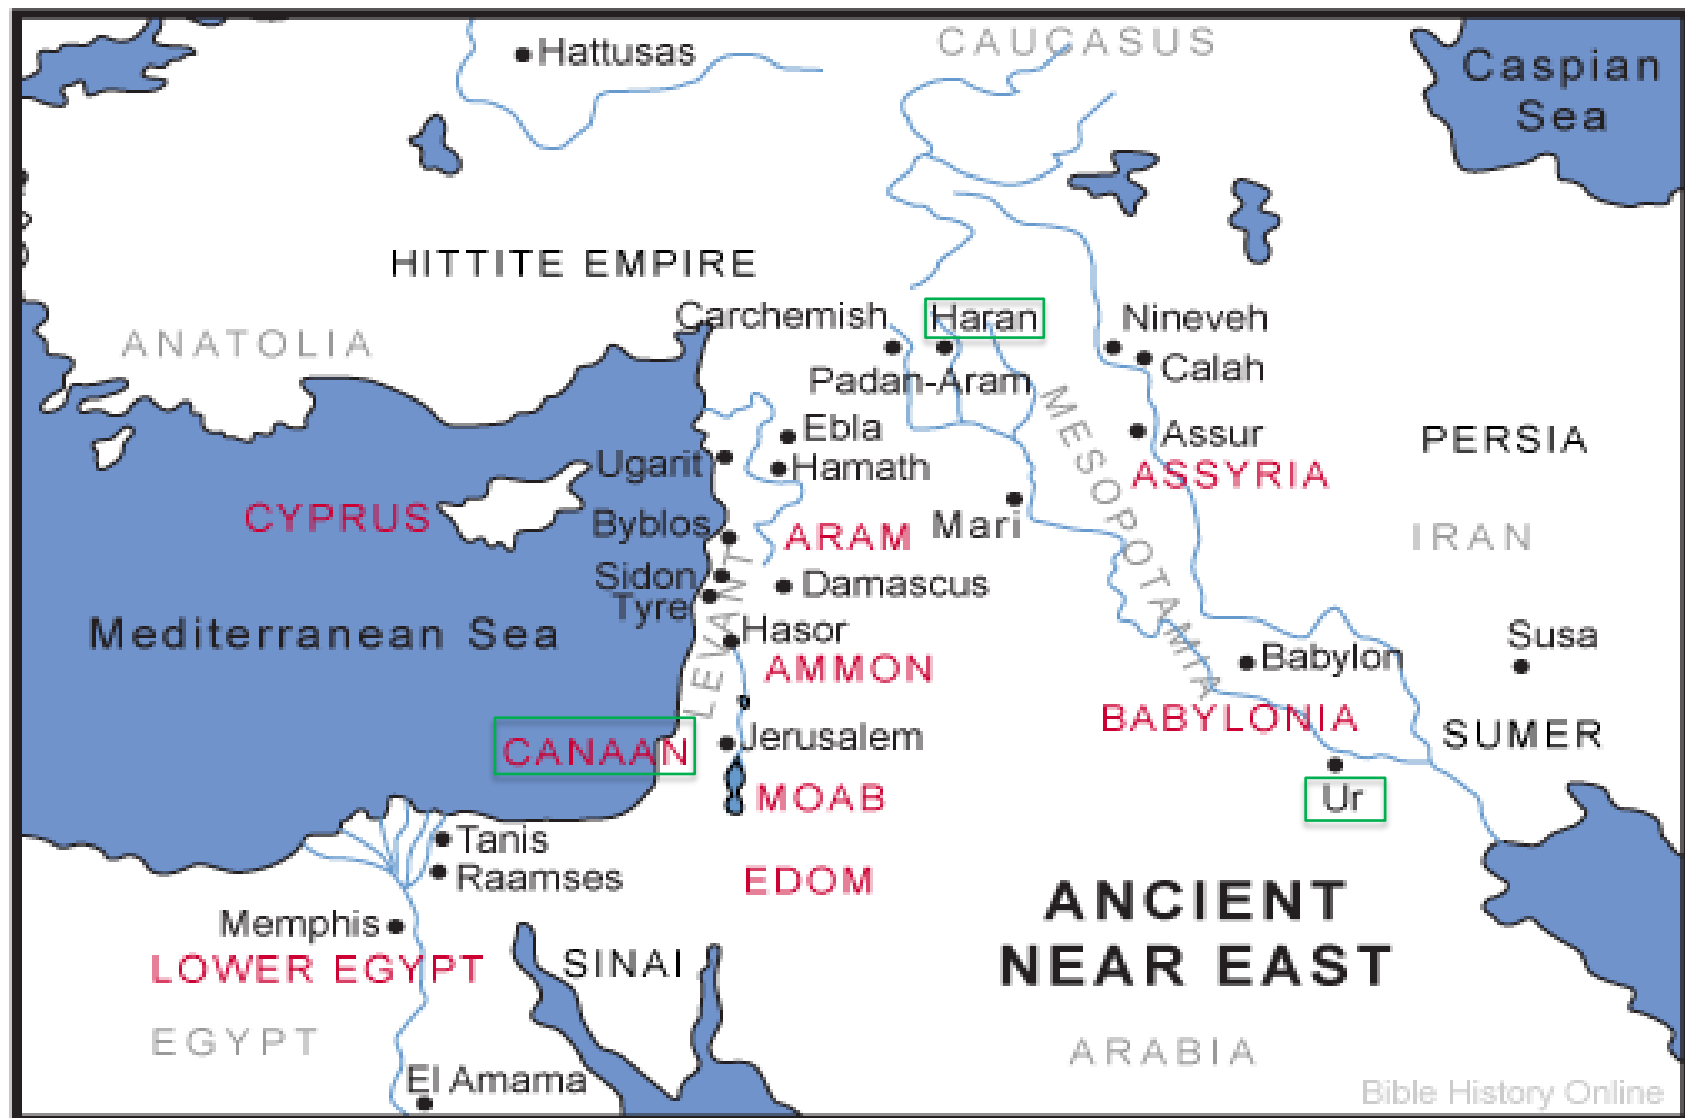 Hattusas
CAUCASUS
Caspian
Sea
HITTITE EMPIRE
ANATOLIA
Carchemish
Haran
Nineveh
Calah
Padan-Aram
MESOPOTAMIA
Ebla
Assur
PERSIA
Ugarit
Hamath
ASSYRIA
CYPRUS
Byblos
ARAM
Mari
IRAN
Sidon
Damascus
Tyre
LEVANT
Mediterranean Sea
Hasor
Susa
AMMON
Babylon
BABYLONIA
SUMER
CANAAN
Jerusalem
MOAB
Ur
Tanis
Raamses
EDOM
ANCIENT
NEAR EAST
Memphis
LOWER EGYPT
SINAI
EGYPT
ARABIA
El Amama
Bible History Online